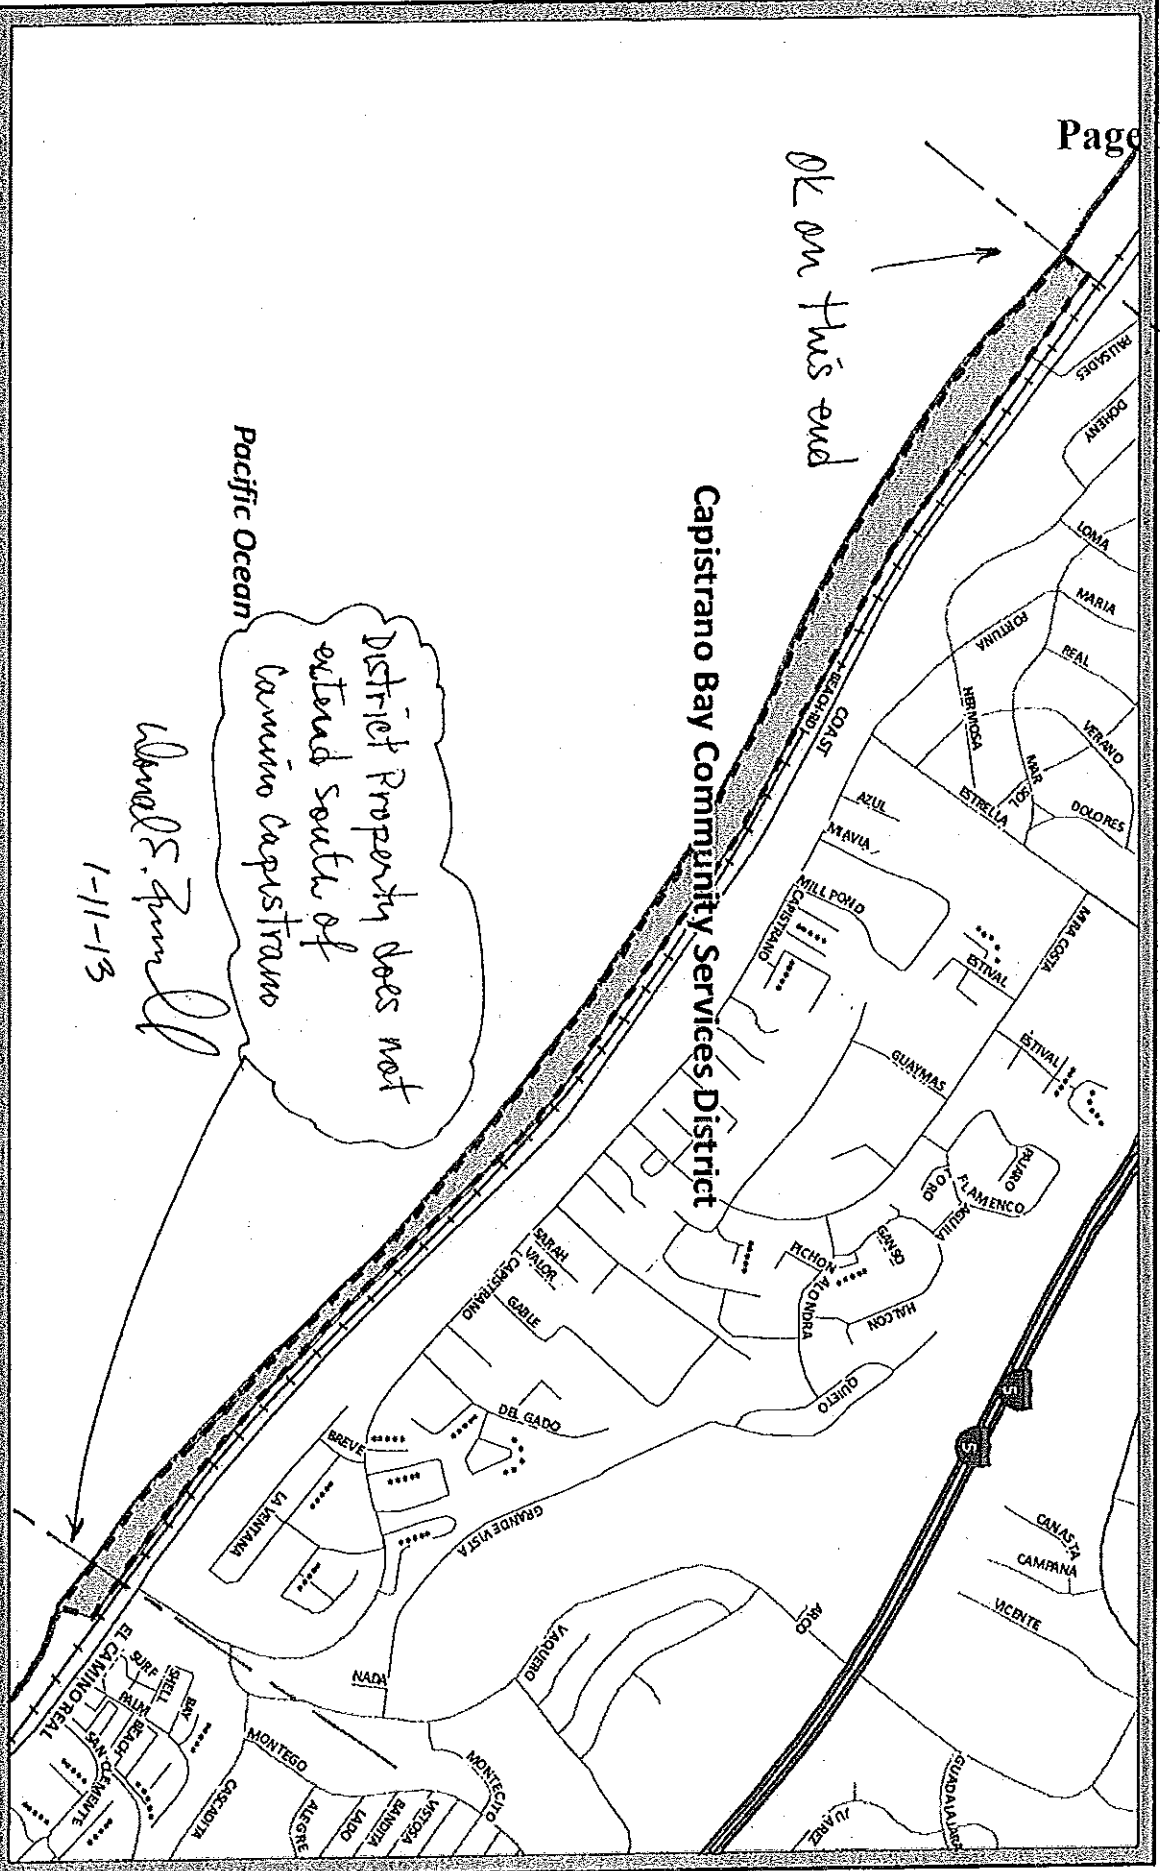 Page
OK on this end
Capistrano Bay Community Services District
Pacific Ocean
District Property does not
extend south of
Camino Capistrano
1-11-13
PALISADES
DOHENY
LOMA
MARIA
FORTUNA
REAL
HERMOSA
VERANO
MAR
SOL
DOLORES
ESTRELLA
COAST
BEACH RD
AZUL
MIAVIA
MILL POND
CAPISTRANO
MIRA COSTA
ESTIVAL
ESTIVAL
GUAYMAS
PAJARO
FLAMENCO
LORO
AGUILA
GANSO
PICHON
ALONDRA
HALCON
QUIETO
SARAH
VALOR
CAPISTRANO
GABLE
DEL GADO
BREVE
LA VENTANA
GRANDE VISTA
5
5
CANASTA
CAMPANA
VICENTE
ARCO
VAQUERO
NADA
EL CAMINO REAL
SURF
SHELL
BAY
PALM
BEACH
SAN CLEMENTE
MONTEGO
MONTECITO
CASCADITA
ALEGRE
LADO
BANDITA
VISTOSA
JUAREZ
GUADALAJARA